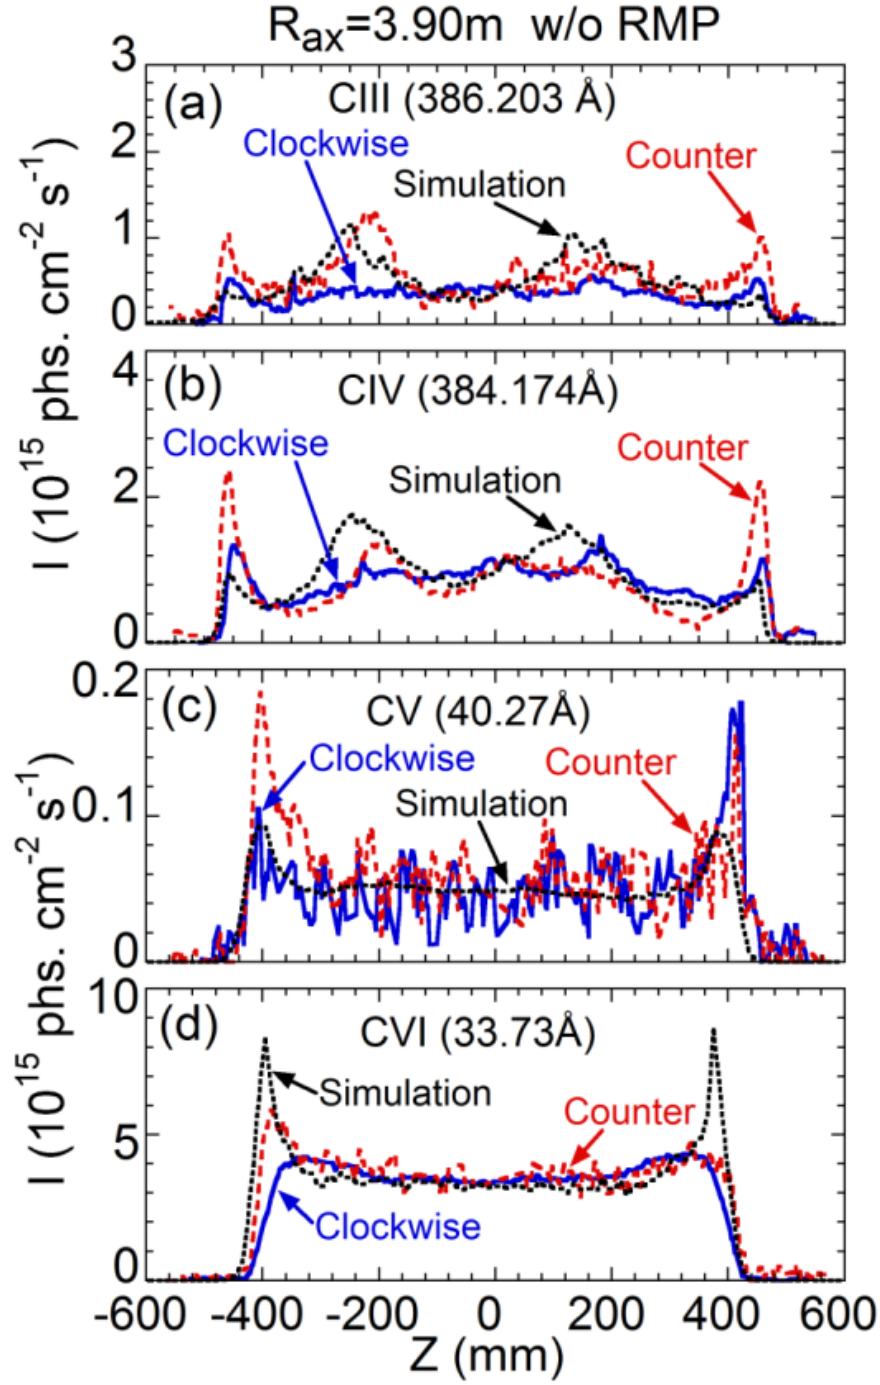 R_ax=3.90m w/o RMP
3
(a)
CIII (386.203 Å)
Clockwise
Counter
2
Simulation
1
0
I (10^15 phs. cm^-2 s^-1)
4
(b)
CIV (384.174Å)
Clockwise
Counter
Simulation
2
0
0.2
(c)
CV (40.27Å)
Clockwise
Counter
Simulation
0.1
0
I (10^15 phs. cm^-2 s^-1)
10
(d)
CVI (33.73Å)
Simulation
Counter
5
Clockwise
0
-600 -400 -200 0 200 400 600
Z (mm)